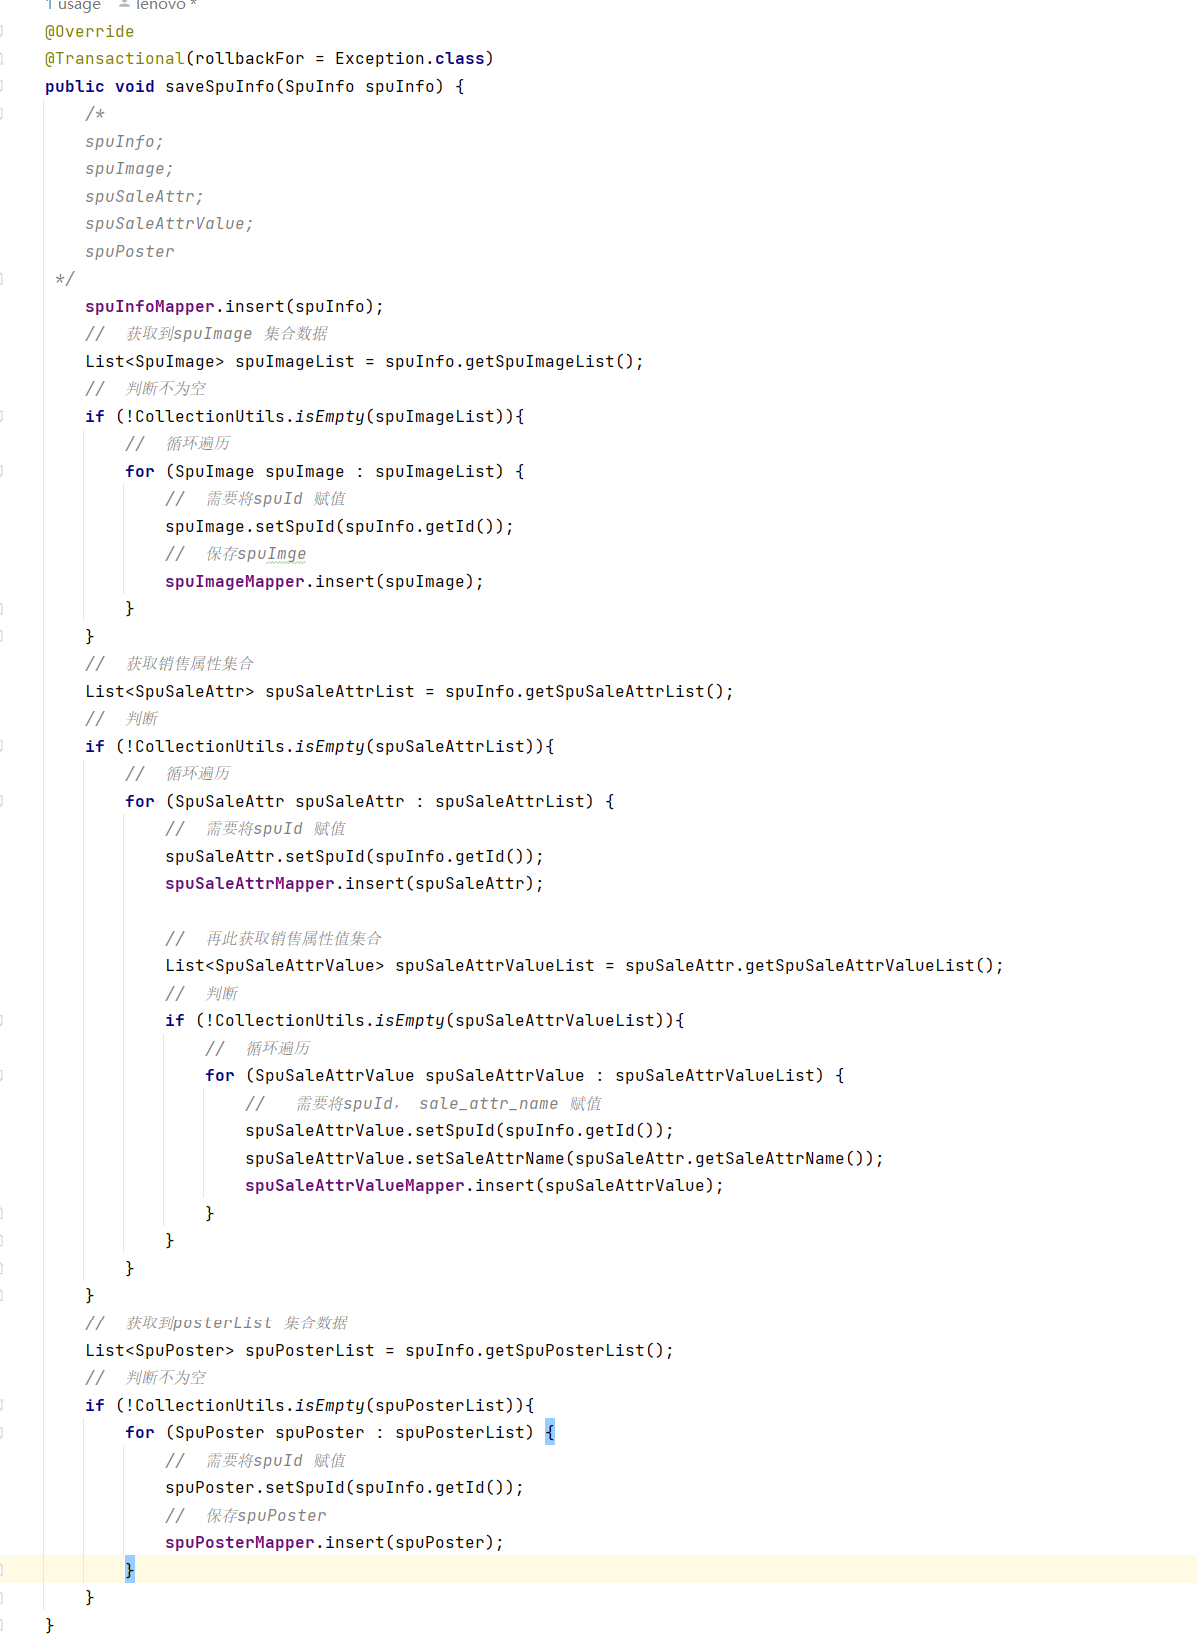 1 usage lenovo *
@Override
@Transactional(rollbackFor = Exception.class)
public void saveSpuInfo(SpuInfo spuInfo) {
/*
spuInfo;
spuImage;
spuSaleAttr;
spuSaleAttrValue;
spuPoster
*/
spuInfoMapper.insert(spuInfo);
// 获取到spuImage 集合数据
List<SpuImage> spuImageList = spuInfo.getSpuImageList();
// 判断不为空
if (!CollectionUtils.isEmpty(spuImageList)){
// 循环遍历
for (SpuImage spuImage : spuImageList) {
// 需要将spuId 赋值
spuImage.setSpuId(spuInfo.getId());
// 保存spuImge
spuImageMapper.insert(spuImage);
}
}
// 获取销售属性集合
List<SpuSaleAttr> spuSaleAttrList = spuInfo.getSpuSaleAttrList();
// 判断
if (!CollectionUtils.isEmpty(spuSaleAttrList)){
// 循环遍历
for (SpuSaleAttr spuSaleAttr : spuSaleAttrList) {
// 需要将spuId 赋值
spuSaleAttr.setSpuId(spuInfo.getId());
spuSaleAttrMapper.insert(spuSaleAttr);
// 再此获取销售属性值集合
List<SpuSaleAttrValue> spuSaleAttrValueList = spuSaleAttr.getSpuSaleAttrValueList();
// 判断
if (!CollectionUtils.isEmpty(spuSaleAttrValueList)){
// 循环遍历
for (SpuSaleAttrValue spuSaleAttrValue : spuSaleAttrValueList) {
// 需要将spuId， sale_attr_name 赋值
spuSaleAttrValue.setSpuId(spuInfo.getId());
spuSaleAttrValue.setSaleAttrName(spuSaleAttr.getSaleAttrName());
spuSaleAttrValueMapper.insert(spuSaleAttrValue);
}
}
}
}
// 获取到posterList 集合数据
List<SpuPoster> spuPosterList = spuInfo.getSpuPosterList();
// 判断不为空
if (!CollectionUtils.isEmpty(spuPosterList)){
for (SpuPoster spuPoster : spuPosterList) {
// 需要将spuId 赋值
spuPoster.setSpuId(spuInfo.getId());
// 保存spuPoster
spuPosterMapper.insert(spuPoster);
}
}
}